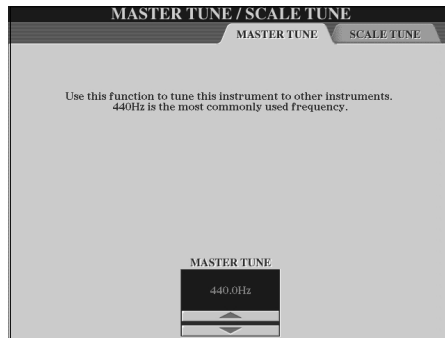 MASTER TUNE / SCALE TUNE
MASTER TUNE
SCALE TUNE
Use this function to tune this instrument to other instruments.
440Hz is the most commonly used frequency.
MASTER TUNE
440.0Hz